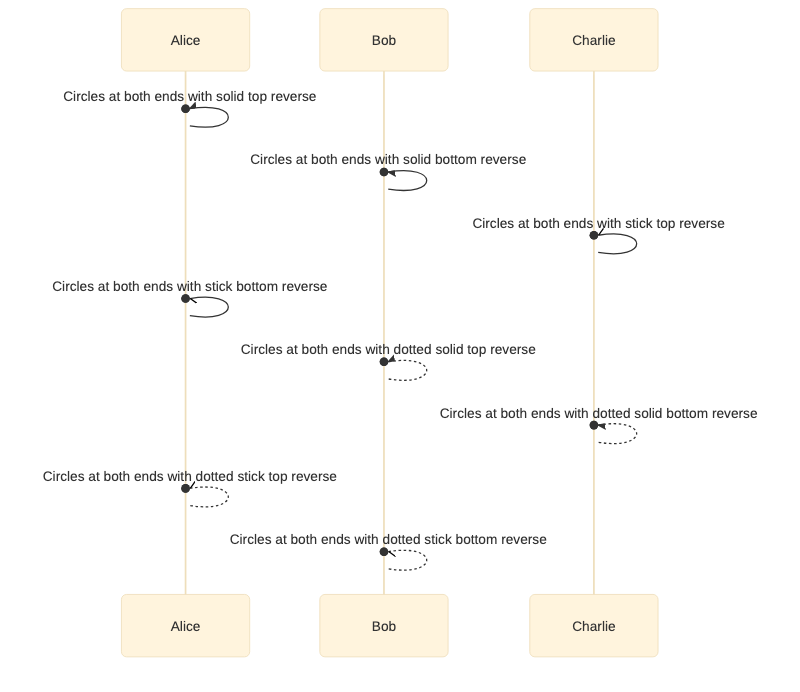 Alice
Bob
Charlie
Circles at both ends with solid top reverse
Circles at both ends with solid bottom reverse
Circles at both ends with stick top reverse
Circles at both ends with stick bottom reverse
Circles at both ends with dotted solid top reverse
Circles at both ends with dotted solid bottom reverse
Circles at both ends with dotted stick top reverse
Circles at both ends with dotted stick bottom reverse
Alice
Bob
Charlie